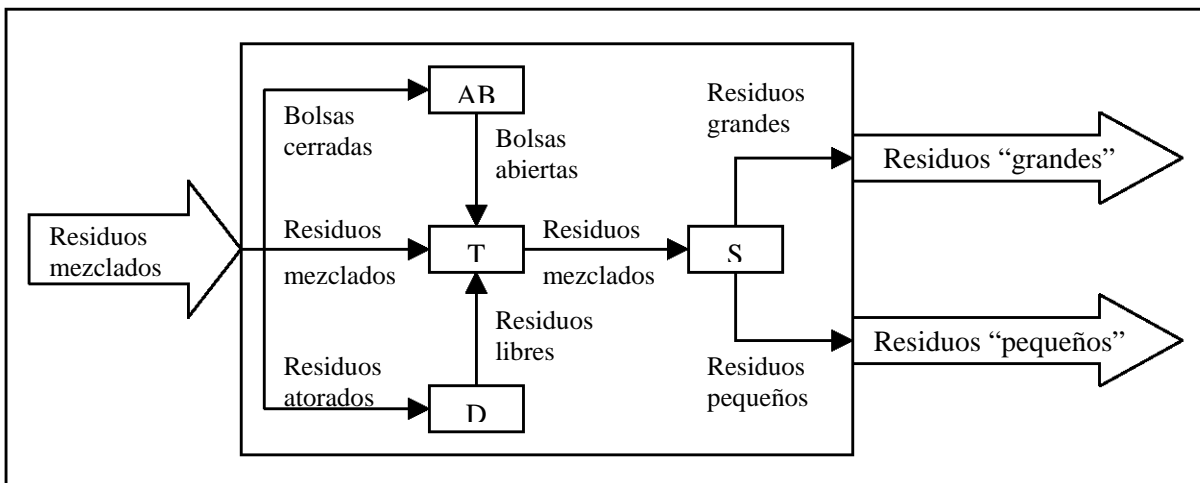 AB
Residuos
grandes
Bolsas
cerradas
Bolsas
abiertas
Residuos “grandes”
Residuos
mezclados
Residuos
mezclados
T
Residuos
mezclados
S
Residuos
libres
Residuos “pequeños”
Residuos
atorados
D
Residuos
pequeños